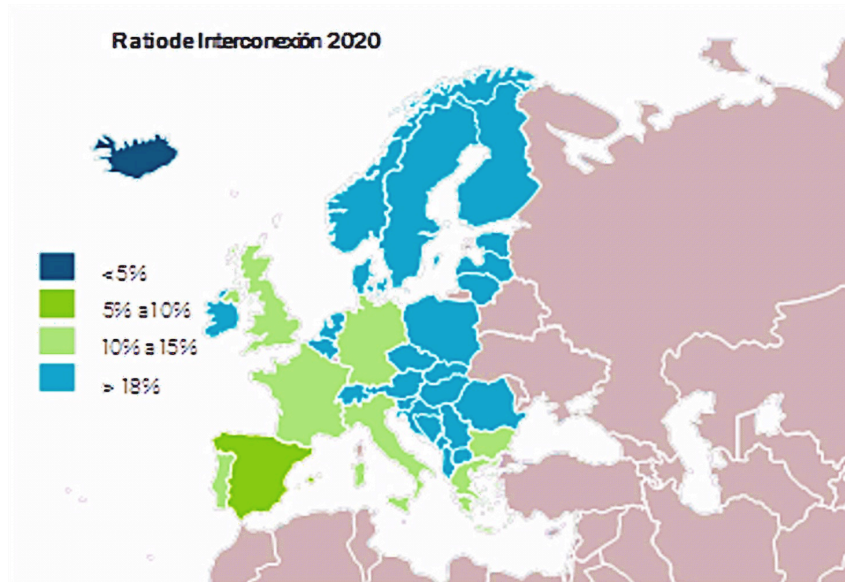 Ratio de Interconexión 2020
<5%
5% a 10%
10% a 15%
> 18%